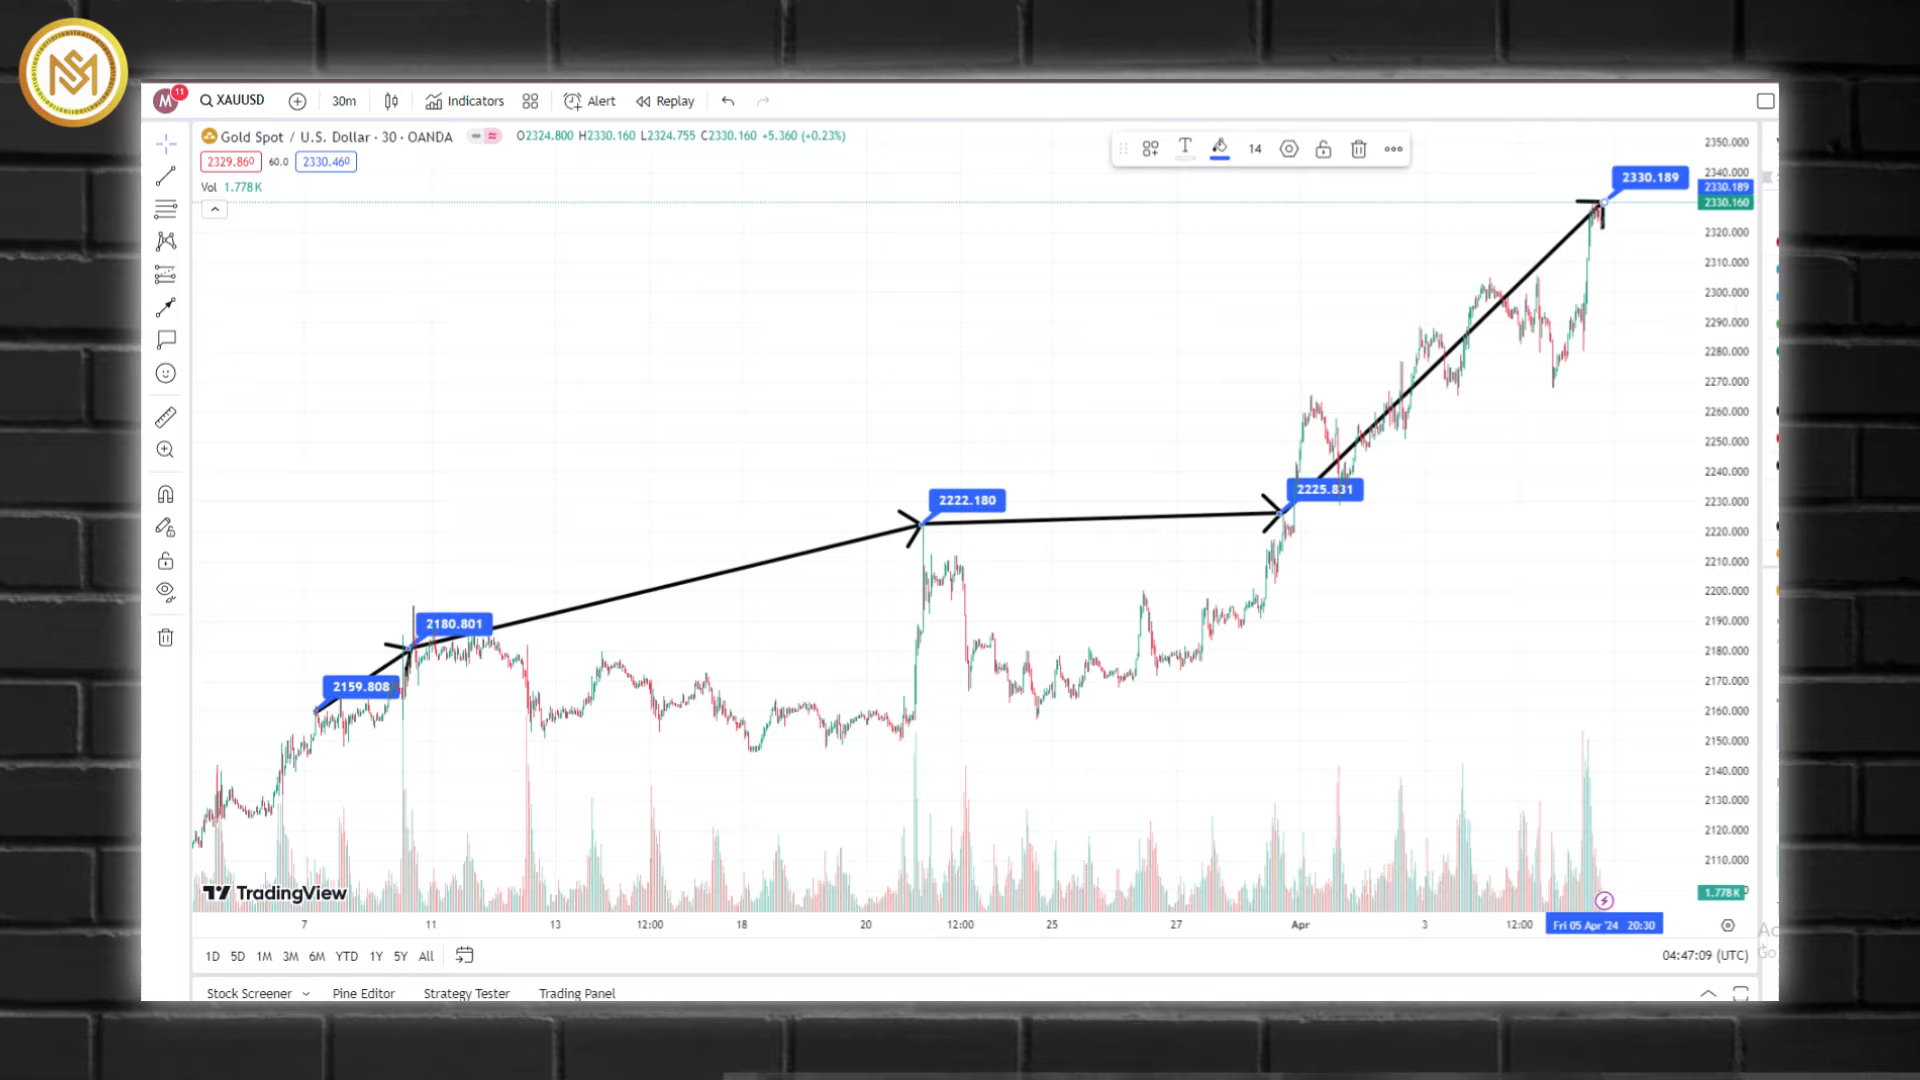 SM
M 11 XAUUSD 30m Indicators Alert Replay
Gold Spot / U.S. Dollar · 30 · OANDA O2324.800 H2330.160 L2324.755 C2330.160 +5.360 (+0.23%)
2329.860 60.0 2330.460
Vol 1.778K
T 14
2350.000
2340.000
2330.189
2330.189
2330.160
2320.000
2310.000
2300.000
2290.000
2280.000
2270.000
2260.000
2250.000
2240.000
2225.831
2222.180
2230.000
2220.000
2210.000
2200.000
2180.801
2190.000
2180.000
2159.808
2170.000
2160.000
2150.000
2140.000
2130.000
2120.000
2110.000
TradingView
1.778K
7 11 13 12:00 18 20 12:00 25 27 Apr 3 12:00 Fri 05 Apr '24 20:30
1D 5D 1M 3M 6M YTD 1Y 5Y All 04:47:09 (UTC)
Stock Screener Pine Editor Strategy Tester Trading Panel